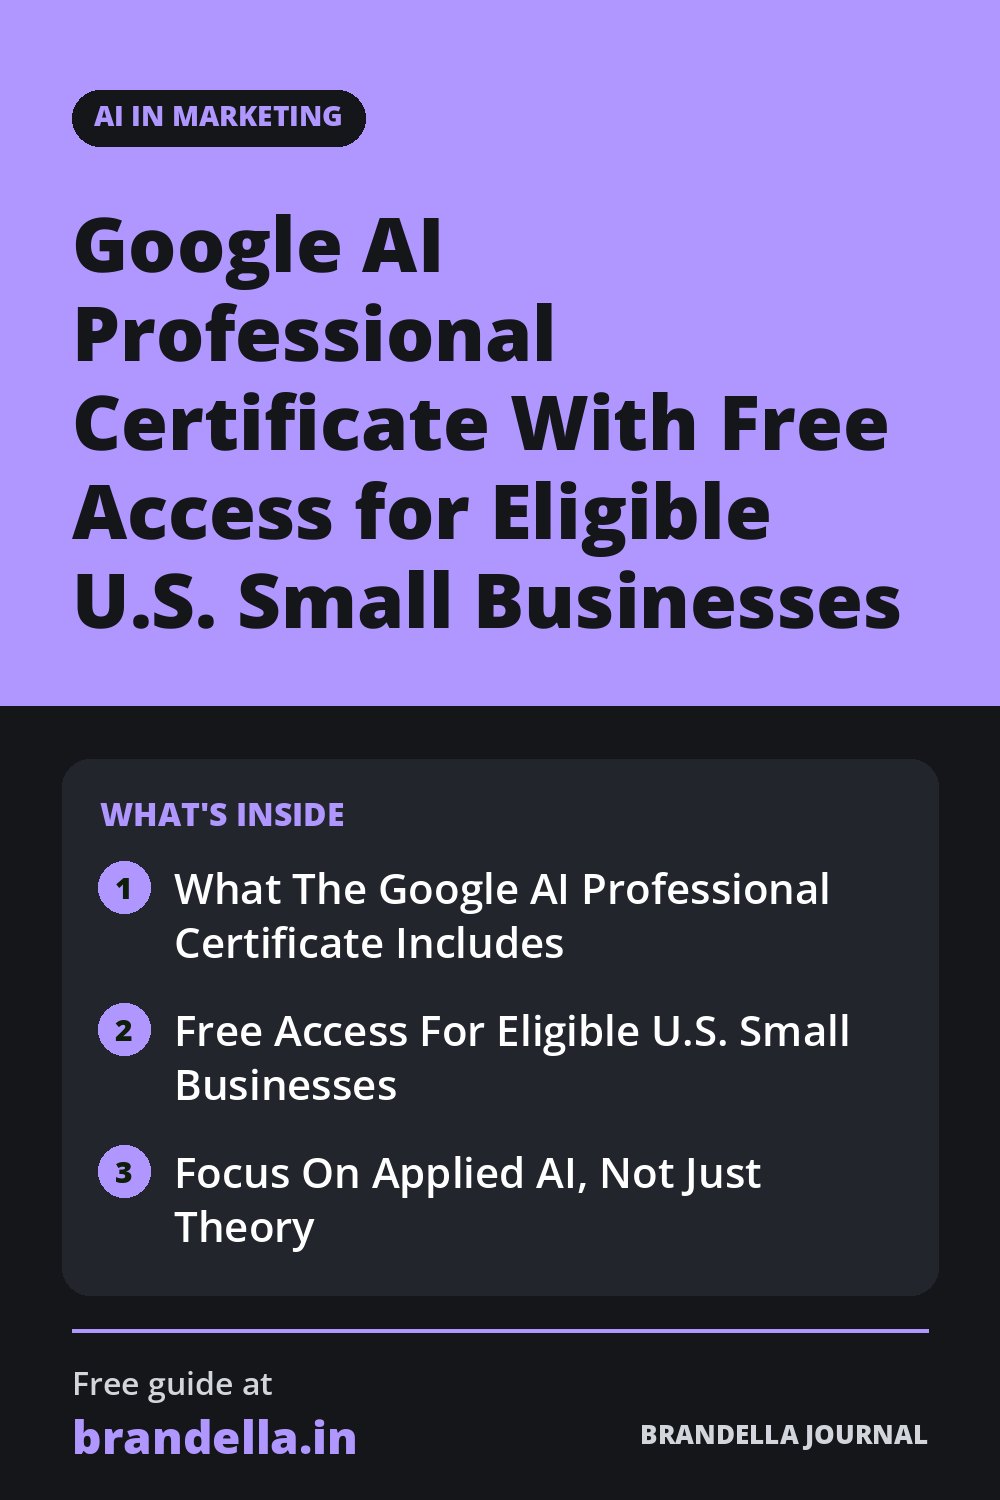 AI IN MARKETING
Google AI
Professional
Certificate With Free
Access for Eligible
U.S. Small Businesses
WHAT'S INSIDE
1 What The Google AI Professional
Certificate Includes
2 Free Access For Eligible U.S. Small
Businesses
3 Focus On Applied AI, Not Just
Theory
Free guide at
brandella.in
BRANDELLA JOURNAL